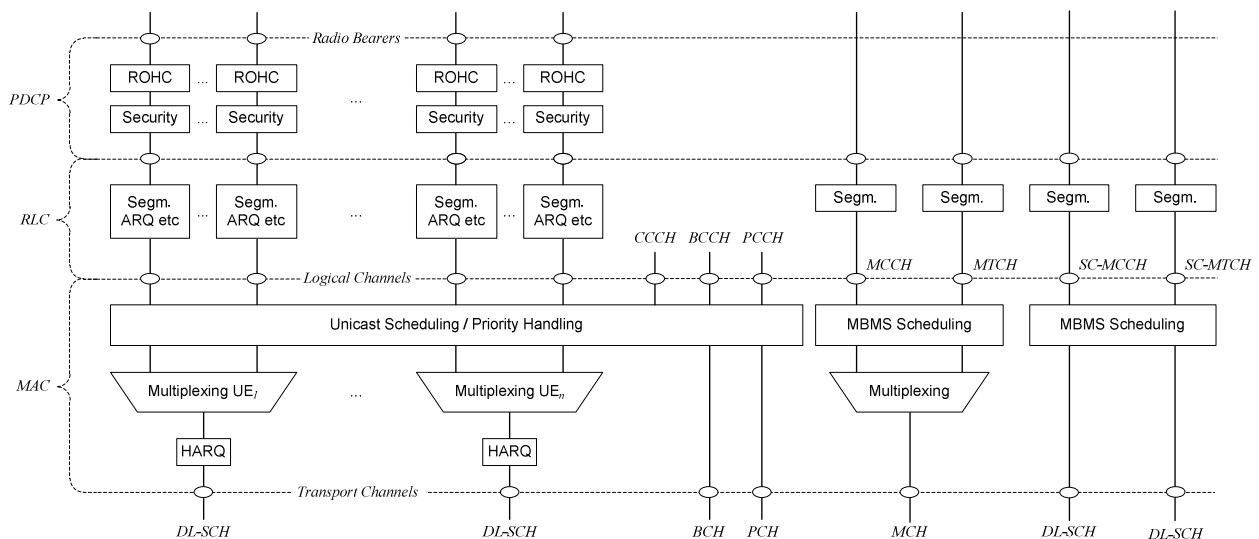 Radio Bearers
ROHC ... ROHC ROHC ... ROHC
PDCP
...
Security ... Security Security ... Security
Segm. Segm. Segm. Segm. Segm. Segm. Segm. Segm.
ARQ etc ... ARQ etc ... ARQ etc ... ARQ etc
RLC
CCCH BCCH PCCH
Logical Channels MCCH MTCH SC-MCCH SC-MTCH
Unicast Scheduling / Priority Handling MBMS Scheduling MBMS Scheduling
MAC
Multiplexing UE1 ... Multiplexing UEn Multiplexing
HARQ HARQ
Transport Channels
DL-SCH DL-SCH BCH PCH MCH DL-SCH DL-SCH